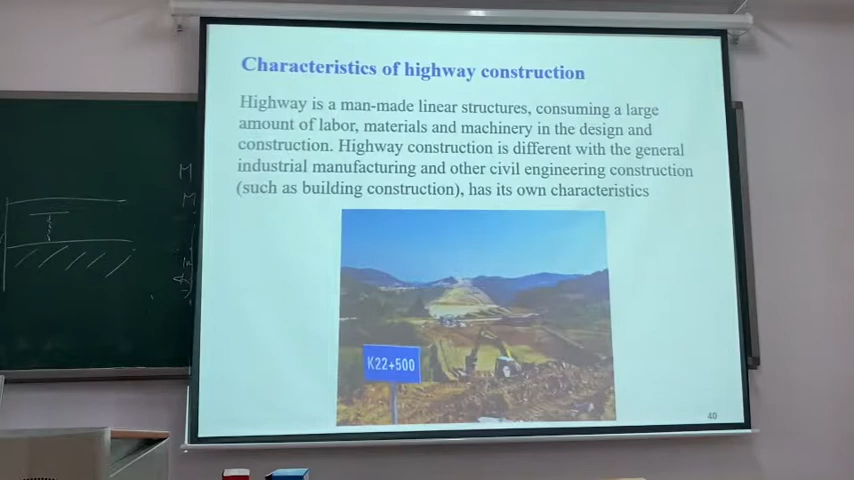 Characteristics of highway construction
Highway is a man-made linear structures, consuming a large
amount of labor, materials and machinery in the design and
construction. Highway construction is different with the general
industrial manufacturing and other civil engineering construction
(such as building construction), has its own characteristics
K22+500
40